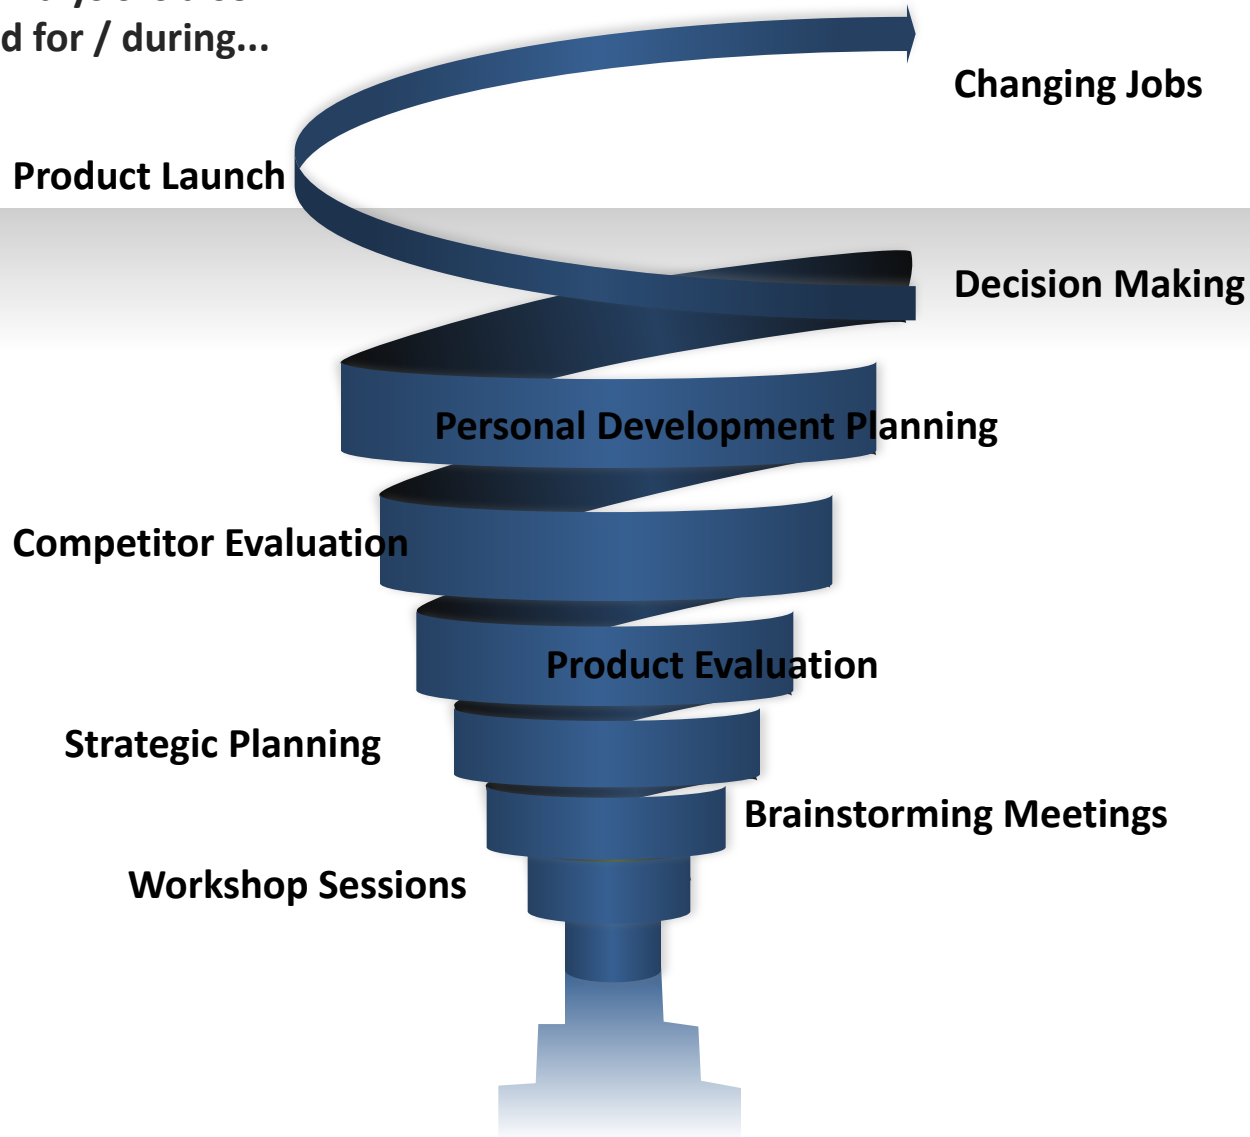 d for / during...
Changing Jobs
Product Launch
Decision Making
Personal Development Planning
Competitor Evaluation
Product Evaluation
Strategic Planning
Brainstorming Meetings
Workshop Sessions